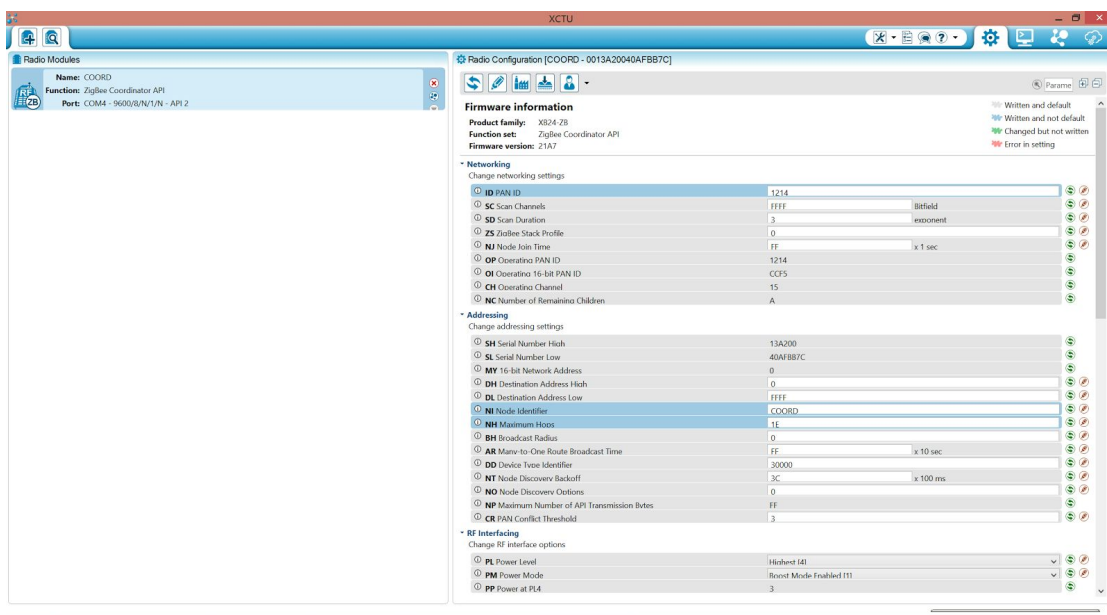 XCTU
Radio Modules
Name: COORD
Function: ZigBee Coordinator API
Port: COM4 - 9600/8/N/1/N - API 2
ZB
Radio Configuration [COORD - 0013A20040AFBB7C]
Parame
Firmware information
Product family: XB24-ZB
Function set: ZigBee Coordinator API
Firmware version: 21A7
Written and default
Written and not default
Changed but not written
Error in setting
Networking
Change networking settings
ID PAN ID 1214
SC Scan Channels FFFF Bitfield
SD Scan Duration 3 exponent
ZS ZigBee Stack Profile 0
NJ Node Join Time FF x 1 sec
OP Operating PAN ID 1214
OI Operating 16-bit PAN ID CCF5
CH Operating Channel 15
NC Number of Remaining Children A
Addressing
Change addressing settings
SH Serial Number High 13A200
SL Serial Number Low 40AFBB7C
MY 16-bit Network Address 0
DH Destination Address High 0
DL Destination Address Low FFFF
NI Node Identifier COORD
NH Maximum Hops 1E
BH Broadcast Radius 0
AR Many-to-One Route Broadcast Time FF x 10 sec
DD Device Type Identifier 30000
NT Node Discovery Backoff 3C x 100 ms
NO Node Discovery Options 0
NP Maximum Number of API Transmission Bytes FF
CR PAN Conflict Threshold 3
RF Interfacing
Change RF interface options
PL Power Level Highest [4]
PM Power Mode Boost Mode Enabled [1]
PP Power at PL4 3